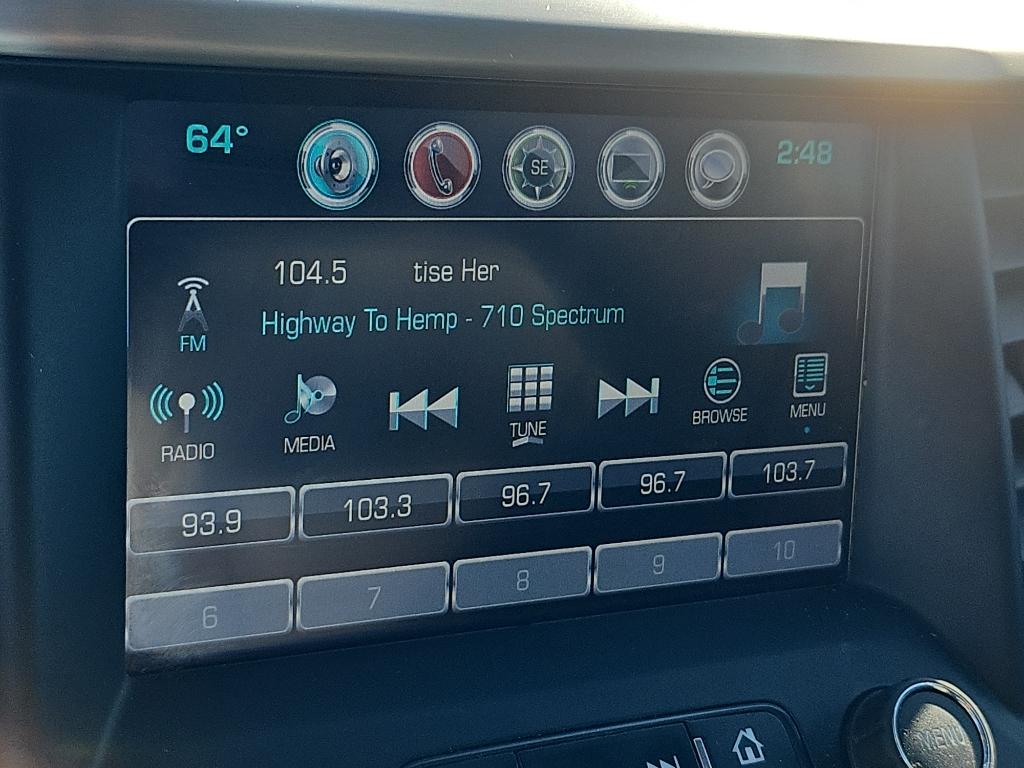 64° SE 2:48
104.5 tise Her
Highway To Hemp - 710 Spectrum
FM
RADIO MEDIA TUNE BROWSE MENU
93.9 103.3 96.7 96.7 103.7
6 7 8 9 10
MENU